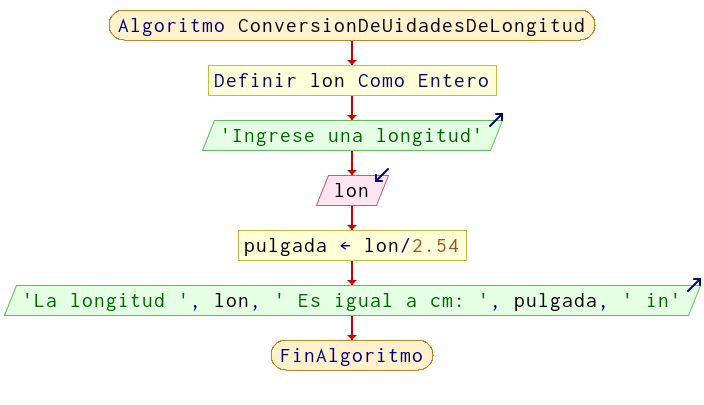 Algoritmo ConversionDeUidadesDeLongitud
Definir lon Como Entero
'Ingrese una longitud'
lon
pulgada ← lon/2.54
'La longitud ', lon, ' Es igual a cm: ', pulgada, ' in'
FinAlgoritmo